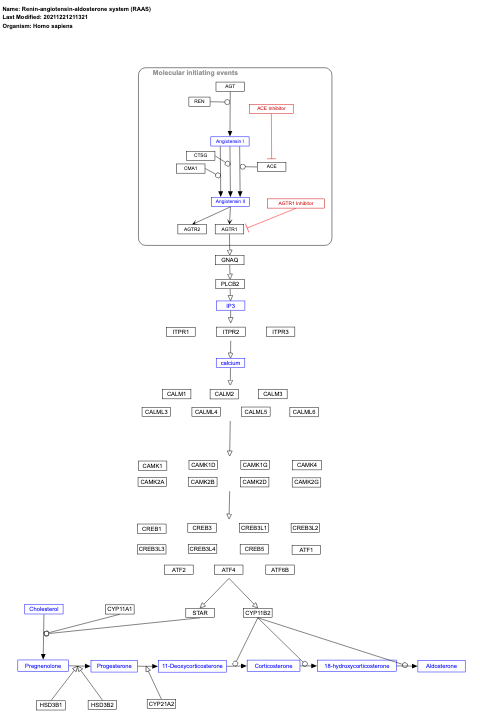 Name: Renin-angiotensin-aldosterone system (RAAS)
Last Modified: 20211221211321
Organism: Homo sapiens
Molecular initiating events
AGT
REN
ACE inhibitor
Angiotensin I
CTSG
CMA1
ACE
Angiotensin II
AGTR1 inhibitor
AGTR2
AGTR1
GNAQ
PLCB2
IP3
ITPR1
ITPR2
ITPR3
calcium
CALM1
CALM2
CALM3
CALML3
CALML4
CALML5
CALML6
CAMK1
CAMK1D
CAMK1G
CAMK4
CAMK2A
CAMK2B
CAMK2D
CAMK2G
CREB1
CREB3
CREB3L1
CREB3L2
CREB3L3
CREB3L4
CREB5
ATF1
ATF2
ATF4
ATF6B
Cholesterol
CYP11A1
STAR
CYP11B2
Pregnenolone
Progesterone
11-Deoxycorticosterone
Corticosterone
18-hydroxycorticosterone
Aldosterone
HSD3B1
HSD3B2
CYP21A2